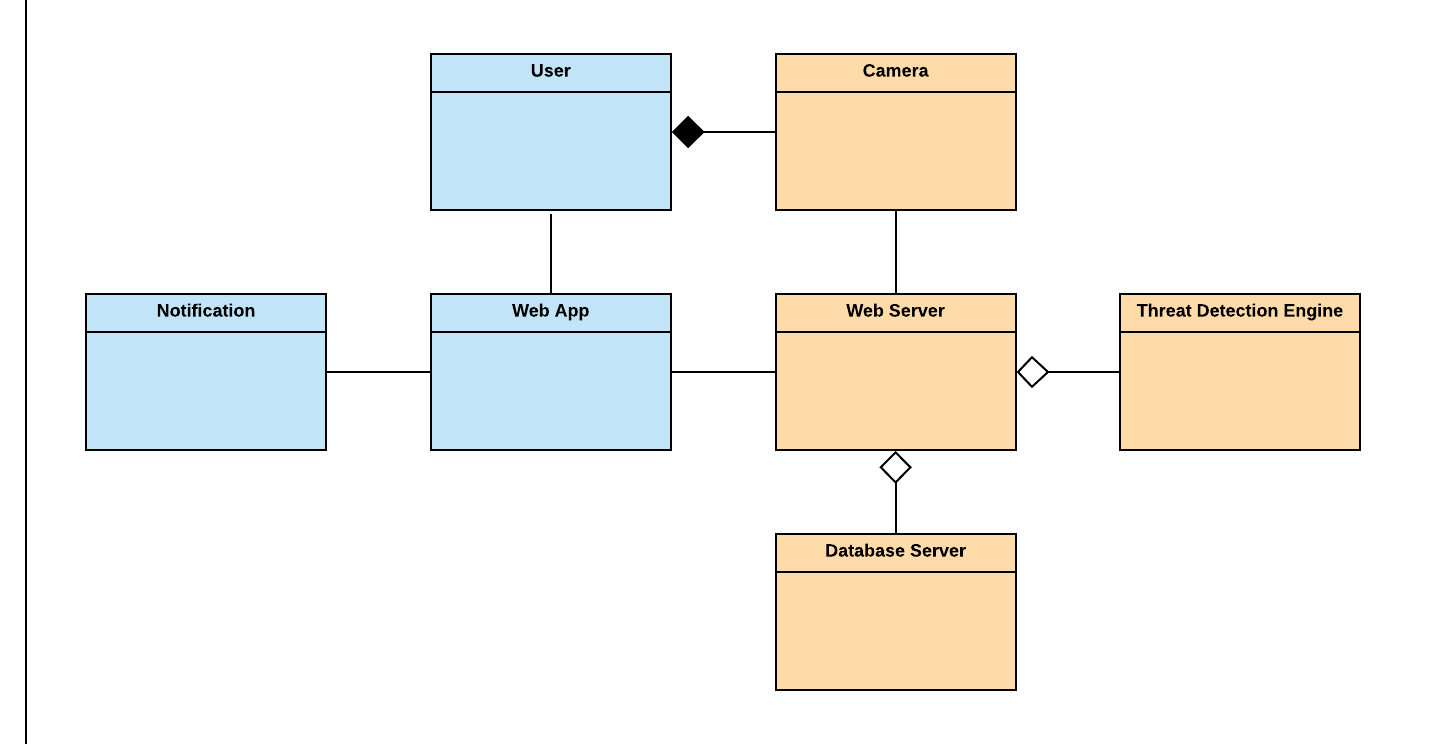 User
Camera
Notification
Web App
Web Server
Threat Detection Engine
Database Server